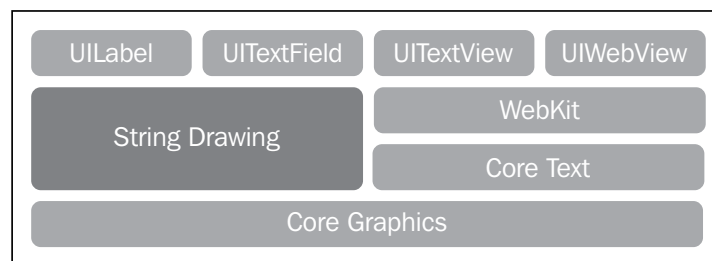 UILabel UITextField UITextView UIWebView
WebKit
String Drawing
Core Text
Core Graphics